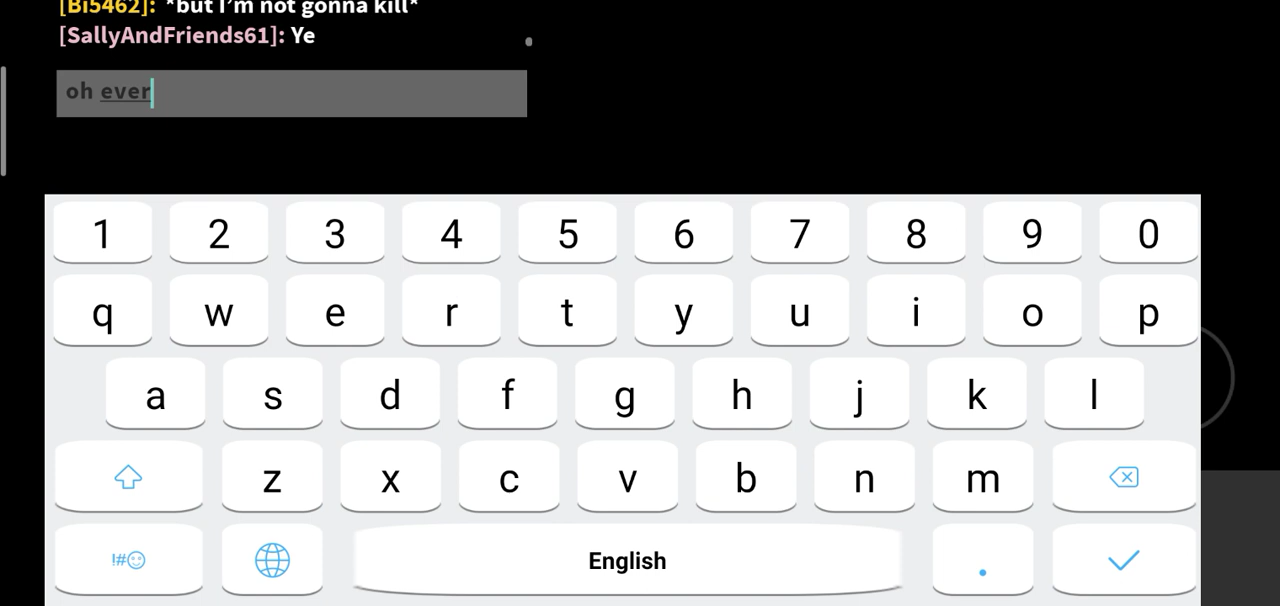 [Bi5462]: *but I'm not gonna kill*
[SallyAndFriends61]: Ye
oh ever
1 2 3 4 5 6 7 8 9 0
q w e r t y u i o p
a s d f g h j k l
z x c v b n m
!#☺ English .